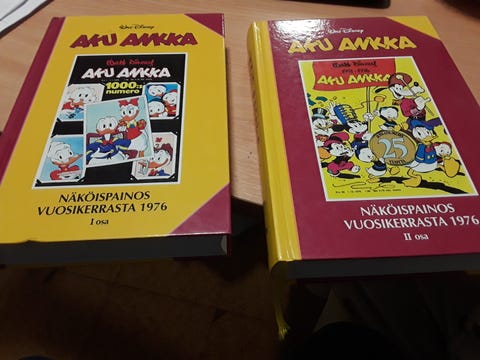 Walt Disney
AKU ANKKA
Walt Disney
AKU ANKKA
1000:s
numero
NÄKÖISPAINOS
VUOSIKERRASTA 1976
I osa
Walt Disney
AKU ANKKA
Walt Disney
AKU ANKKA
25
NÄKÖISPAINOS
VUOSIKERRASTA 1976
II osa